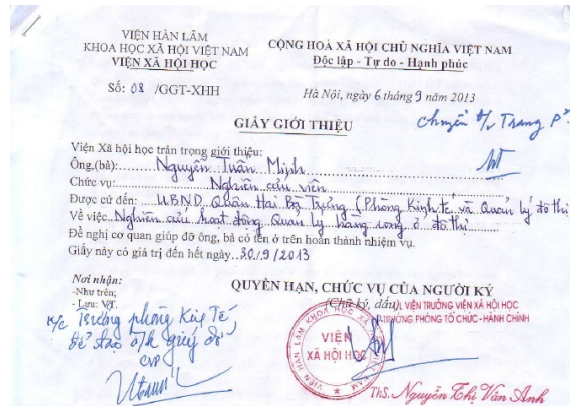 VIỆN HÀN LÂM
KHOA HỌC XÃ HỘI VIỆT NAM
VIỆN XÃ HỘI HỌC
CỘNG HOÀ XÃ HỘI CHỦ NGHĨA VIỆT NAM
Độc lập - Tự do - Hạnh phúc
Số: 08 /GGT-XHH
Hà Nội, ngày 6 tháng 9 năm 2013
GIẤY GIỚI THIỆU
Chuyển Trang
Viện Xã hội học trân trọng giới thiệu:
Ông.(bà): Nguyễn Tuấn Minh
Chức vụ: Nghiên cứu viên
Được cử đến: UBND Quận Hai Bà Trưng (Phòng Kinh tế và Quản lý đô thị
Về việc Nghiên cứu hoạt động Quản lý hàng rong ở đô thị
Đề nghị cơ quan giúp đỡ ông, bà có tên ở trên hoàn thành nhiệm vụ.
Giấy này có giá trị đến hết ngày..30/9/2013
Nơi nhận:
-Như trên;
- Lưu: VT.
QUYỀN HẠN, CHỨC VỤ CỦA NGƯỜI KÝ
(Chữ ký, dấu)
VIỆN TRƯỞNG VIỆN XÃ HỘI HỌC
TRƯỞNG PHÒNG TỔ CHỨC - HÀNH CHÍNH
K/c Trưởng phòng Kinh Tế,
để giúp đỡ
CVP
VIỆN
XÃ HỘI HỌC
ThS. Nguyễn Thị Vân Anh